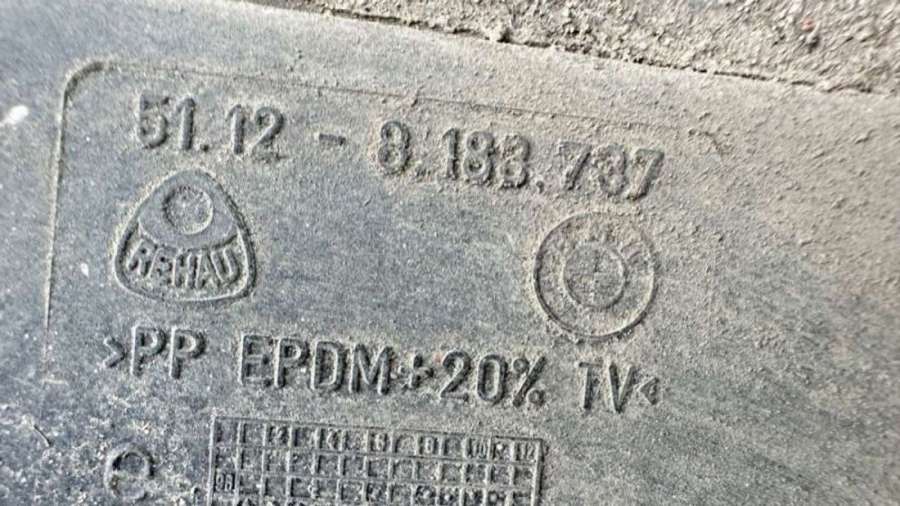 51.12 - 8.183.737
REHAU
>PP EPDM+20% TV<